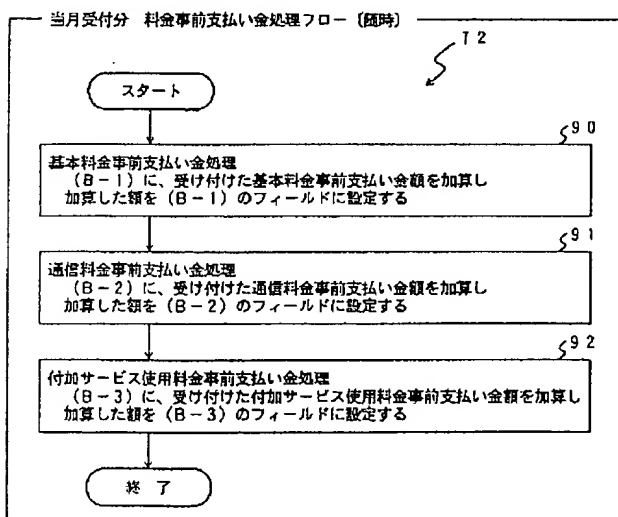 当月受付分 料金事前支払い金処理フロー〔随時〕
T2
スタート
90
基本料金事前支払い金処理
(B-1)に、受け付けた基本料金事前支払い金額を加算し
加算した額を(B-1)のフィールドに設定する
91
通信料金事前支払い金処理
(B-2)に、受け付けた通信料金事前支払い金額を加算し
加算した額を(B-2)のフィールドに設定する
92
付加サービス使用料金事前支払い金処理
(B-3)に、受け付けた付加サービス使用料金事前支払い金額を加算し
加算した額を(B-3)のフィールドに設定する
終 了